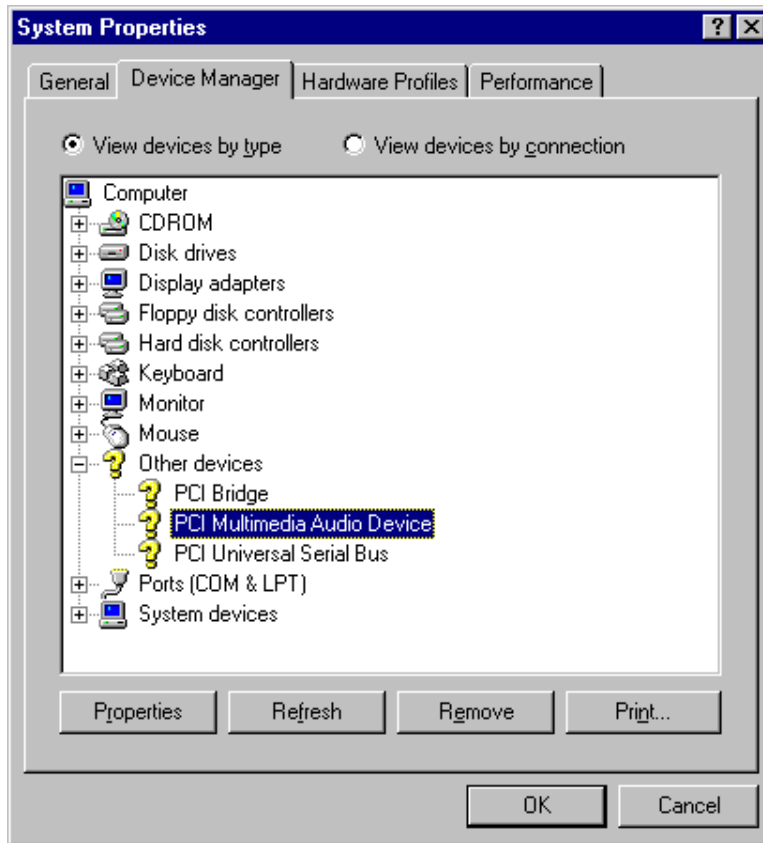 System Properties
General Device Manager Hardware Profiles Performance
View devices by type View devices by connection
Computer
CDROM
Disk drives
Display adapters
Floppy disk controllers
Hard disk controllers
Keyboard
Monitor
Mouse
Other devices
PCI Bridge
PCI Multimedia Audio Device
PCI Universal Serial Bus
Ports (COM & LPT)
System devices
Properties Refresh Remove Print...
OK Cancel